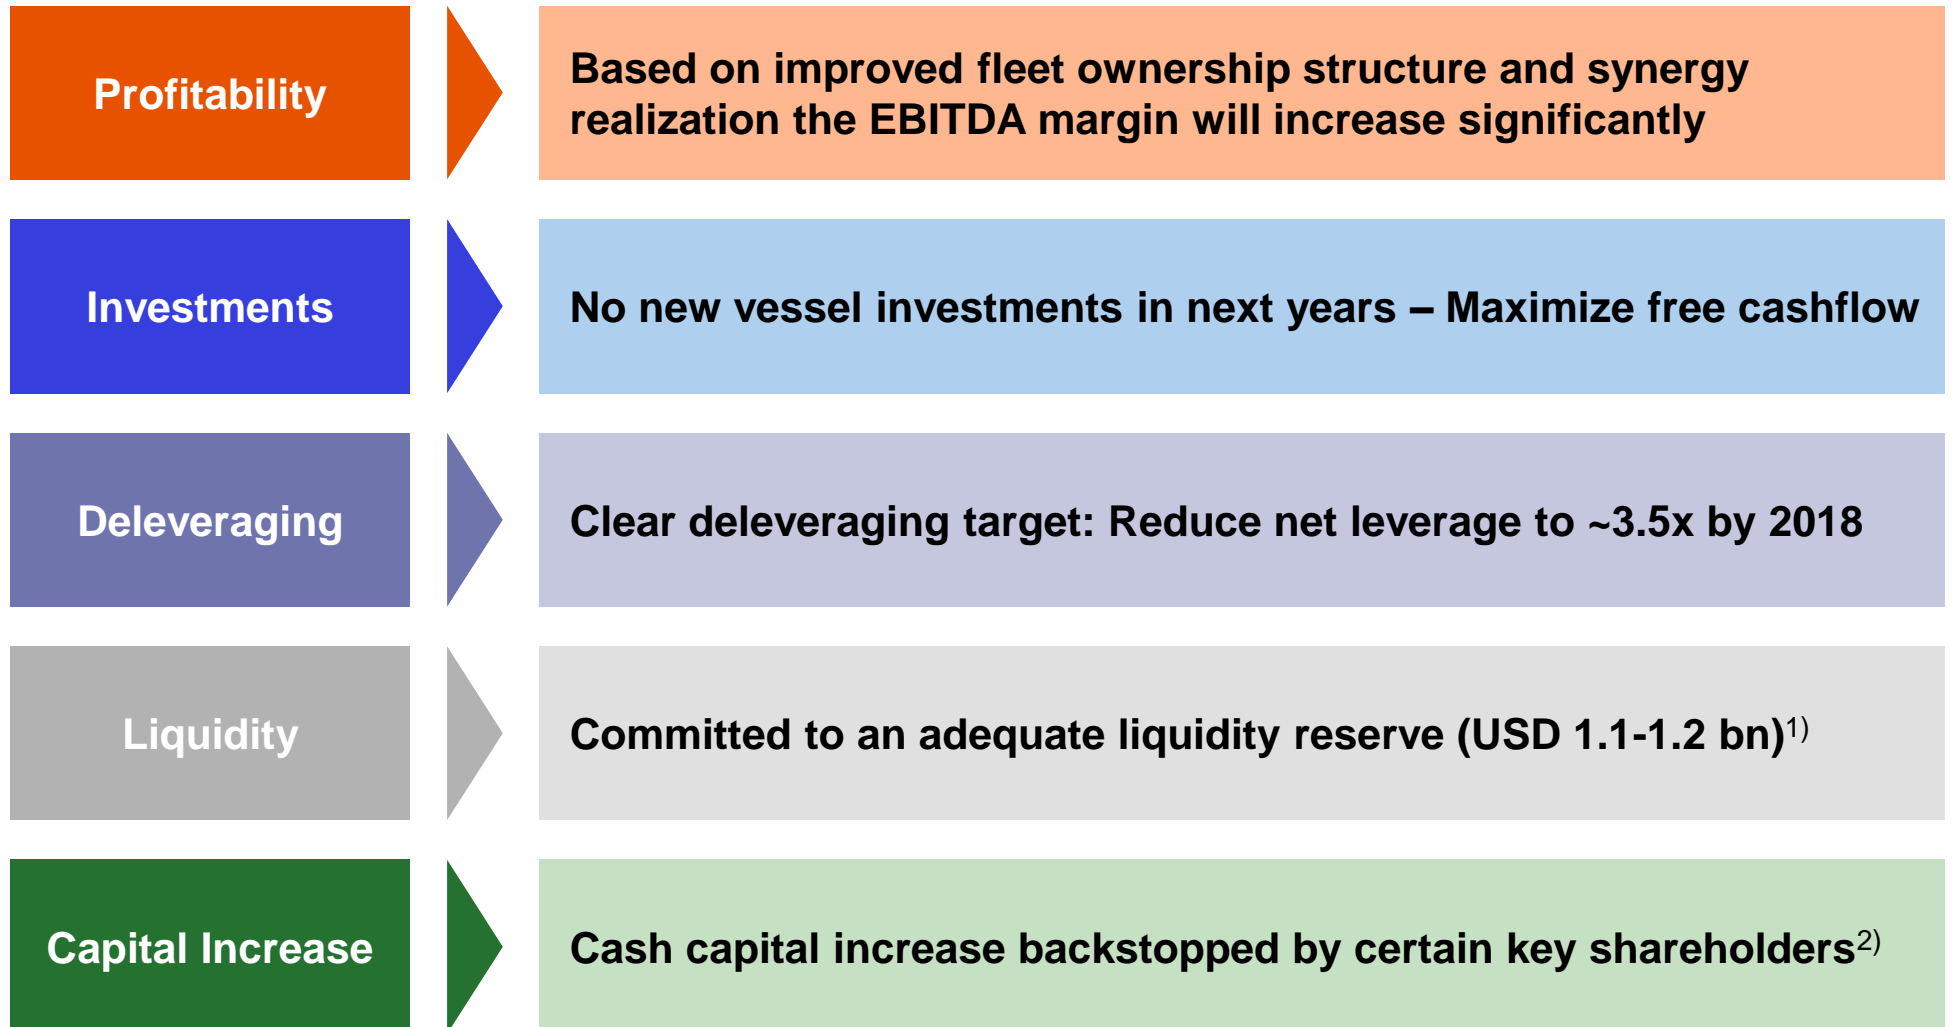 Profitability
Based on improved fleet ownership structure and synergy
realization the EBITDA margin will increase significantly
Investments
No new vessel investments in next years – Maximize free cashflow
Deleveraging
Clear deleveraging target: Reduce net leverage to ~3.5x by 2018
Liquidity
Committed to an adequate liquidity reserve (USD 1.1-1.2 bn)1)
Capital Increase
Cash capital increase backstopped by certain key shareholders2)